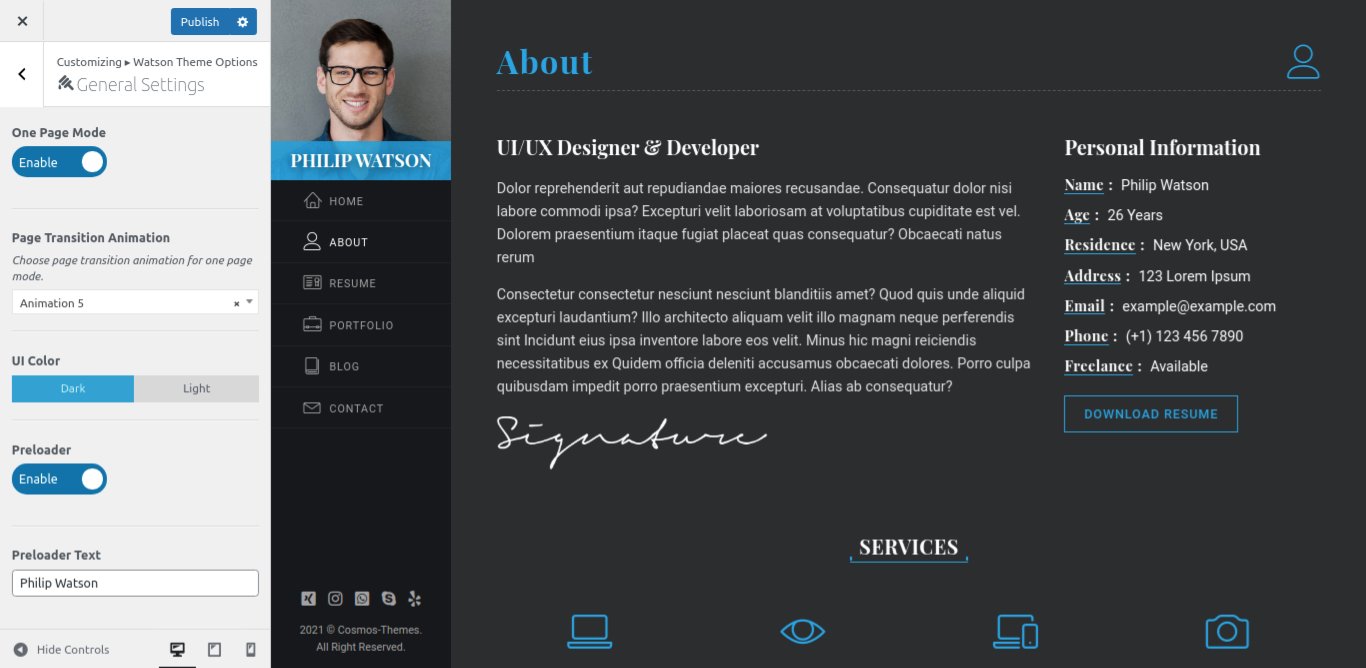 Publish
Customizing ▸ Watson Theme Options
General Settings
One Page Mode
Enable
Page Transition Animation
Choose page transition animation for one page
mode.
Animation 5 ×
UI Color
Dark Light
Preloader
Enable
Preloader Text
Philip Watson
Hide Controls
PHILIP WATSON
HOME
ABOUT
RESUME
PORTFOLIO
BLOG
CONTACT
2021 © Cosmos-Themes.
All Right Reserved.
About
UI/UX Designer & Developer
Dolor reprehenderit aut repudiandae maiores recusandae. Consequatur dolor nisi
labore commodi ipsa? Excepturi velit laboriosam at voluptatibus cupiditate est vel.
Dolorem praesentium itaque fugiat placeat quas consequatur? Obcaecati natus
rerum
Consectetur consectetur nesciunt nesciunt blanditiis amet? Quod quis unde aliquid
excepturi laudantium? Illo architecto aliquam velit illo magnam neque perferendis
sint Incidunt eius ipsa inventore labore eos velit. Minus hic magni reiciendis
necessitatibus ex Quidem officia deleniti accusamus obcaecati dolores. Porro culpa
quibusdam impedit porro praesentium excepturi. Alias ab consequatur?
Signature
Personal Information
Name : Philip Watson
Age : 26 Years
Residence : New York, USA
Address : 123 Lorem Ipsum
Email : example@example.com
Phone : (+1) 123 456 7890
Freelance : Available
DOWNLOAD RESUME
SERVICES